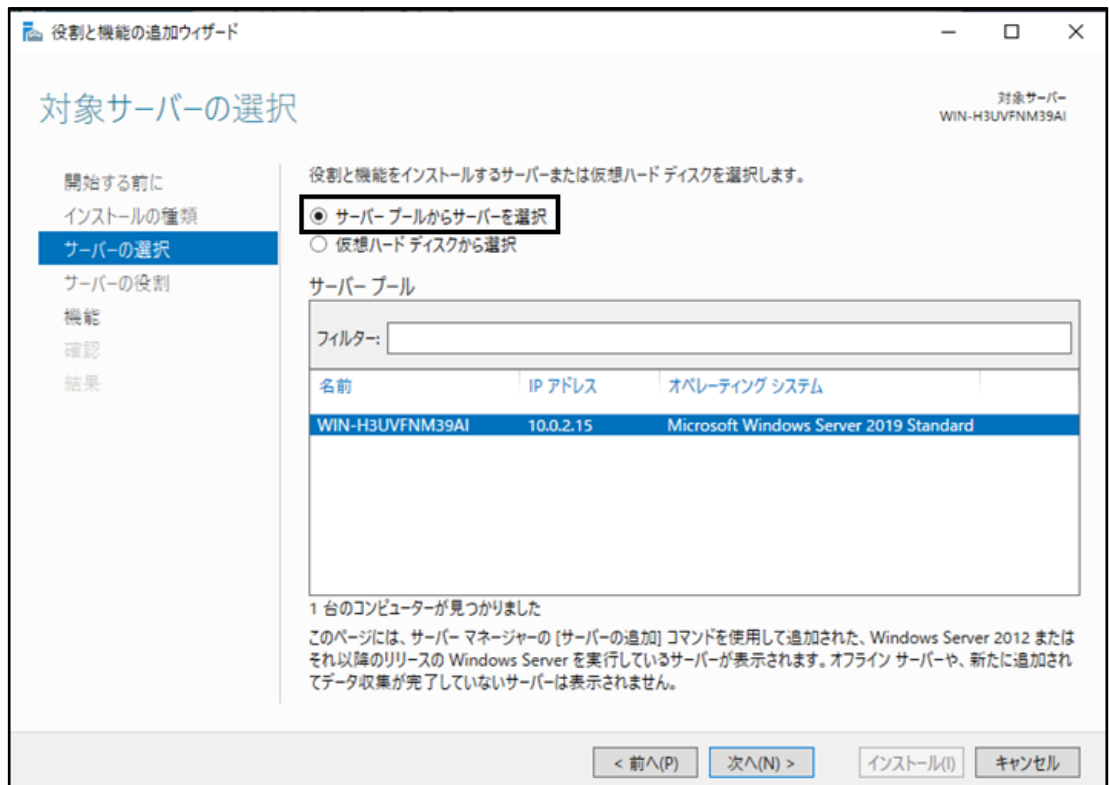 役割と機能の追加ウィザード
対象サーバーの選択
対象サーバー
WIN-H3UVFNM39AI
開始する前に
インストールの種類
サーバーの選択
サーバーの役割
機能
確認
結果
役割と機能をインストールするサーバーまたは仮想ハード ディスクを選択します。
サーバー プールからサーバーを選択
仮想ハード ディスクから選択
サーバー プール
フィルター:
名前 IP アドレス オペレーティング システム
WIN-H3UVFNM39AI 10.0.2.15 Microsoft Windows Server 2019 Standard
1 台のコンピューターが見つかりました
このページには、サーバー マネージャーの [サーバーの追加] コマンドを使用して追加された、Windows Server 2012 または
それ以降のリリースの Windows Server を実行しているサーバーが表示されます。オフライン サーバーや、新たに追加され
てデータ収集が完了していないサーバーは表示されません。
< 前へ(P) 次へ(N) > インストール(I) キャンセル